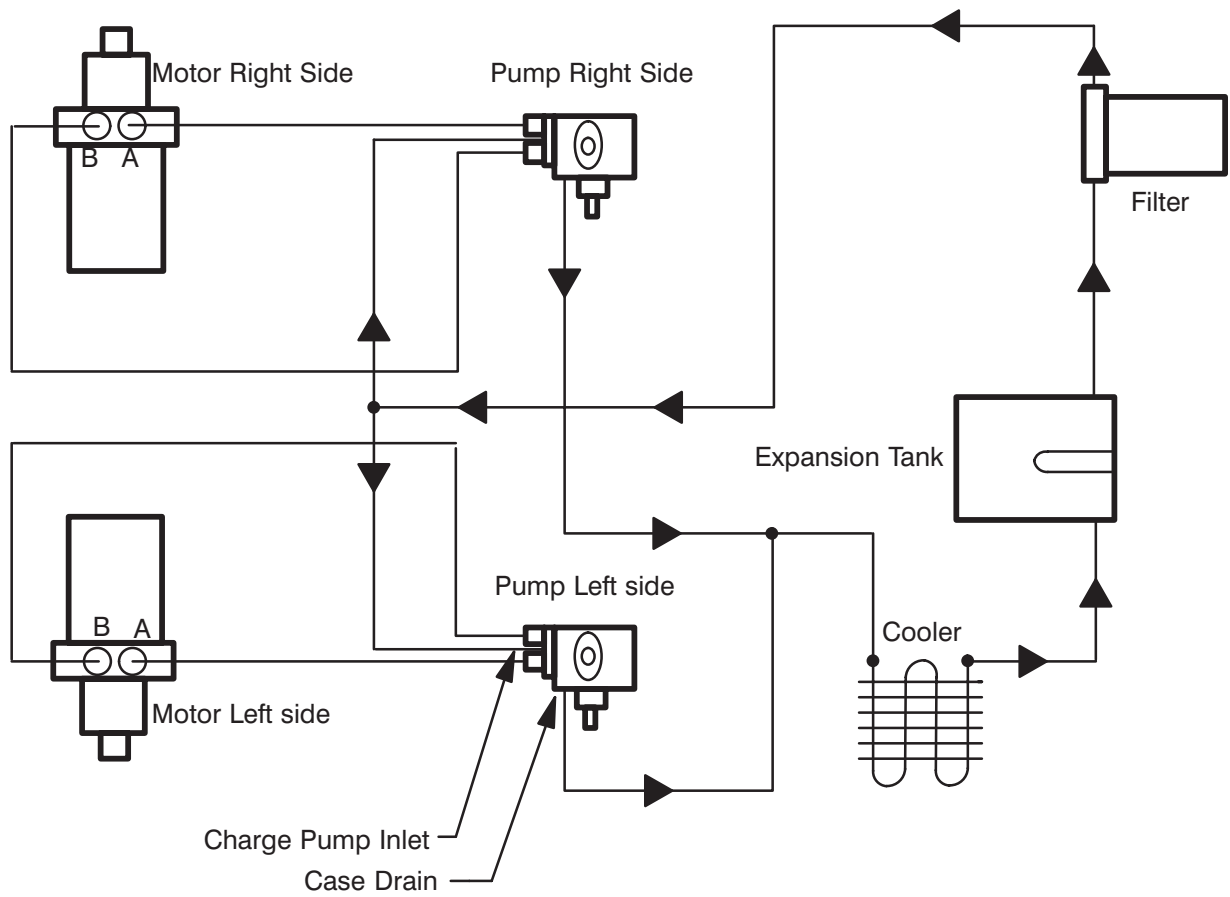 Motor Right Side
Pump Right Side
B A
Filter
Expansion Tank
Pump Left side
Cooler
B A
Motor Left side
Charge Pump Inlet
Case Drain